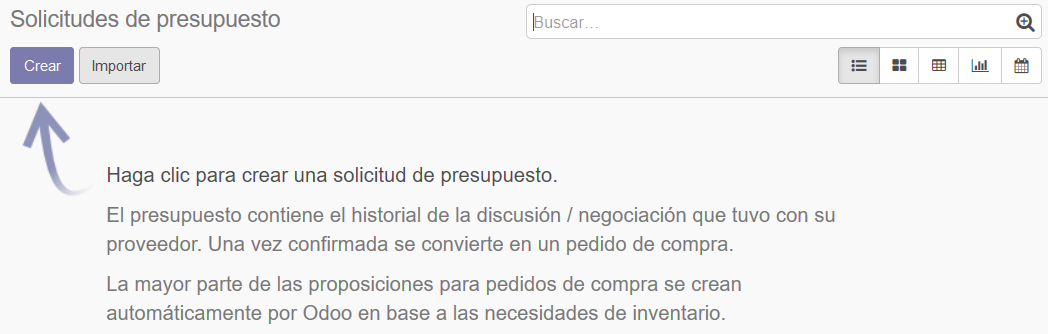 Solicitudes de presupuesto
Buscar...
Crear
Importar
Haga clic para crear una solicitud de presupuesto.
El presupuesto contiene el historial de la discusión / negociación que tuvo con su
proveedor. Una vez confirmada se convierte en un pedido de compra.
La mayor parte de las proposiciones para pedidos de compra se crean
automáticamente por Odoo en base a las necesidades de inventario.